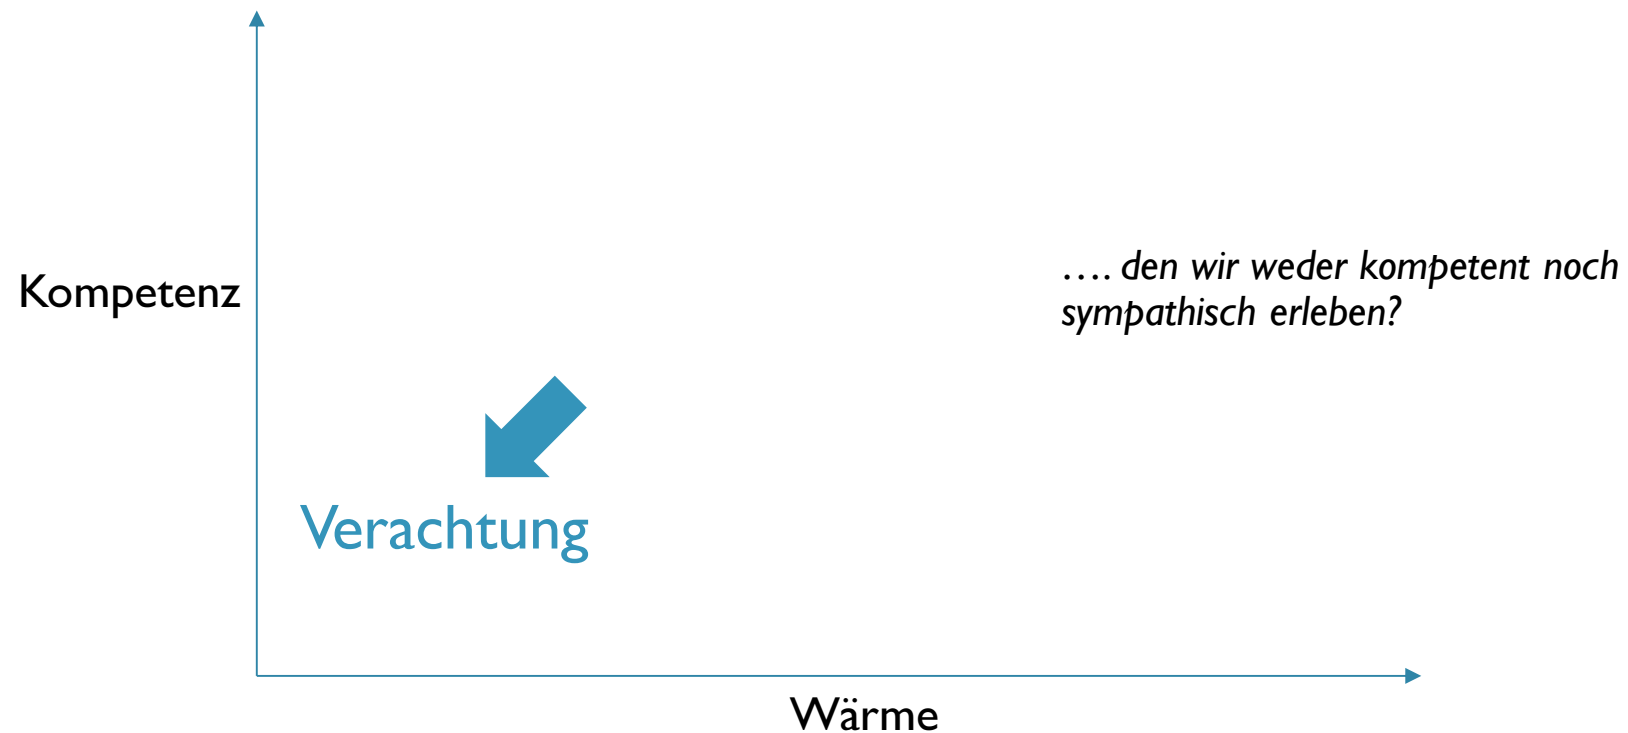 Kompetenz
…. den wir weder kompetent noch
sympathisch erleben?
Verachtung
Wärme